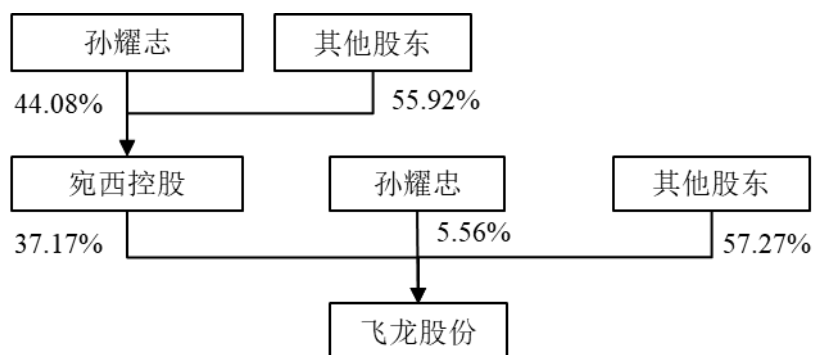 孙耀志
其他股东
44.08%
55.92%
宛西控股
孙耀忠
其他股东
37.17%
5.56%
57.27%
飞龙股份